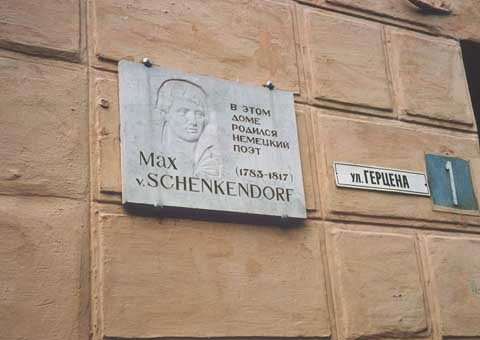 В ЭТОМ
ДОМЕ
РОДИЛСЯ
НЕМЕЦКИЙ
ПОЭТ
(1783-1817)
Max
v. SCHENKENDORF
ул. ГЕРЦЕНА
1